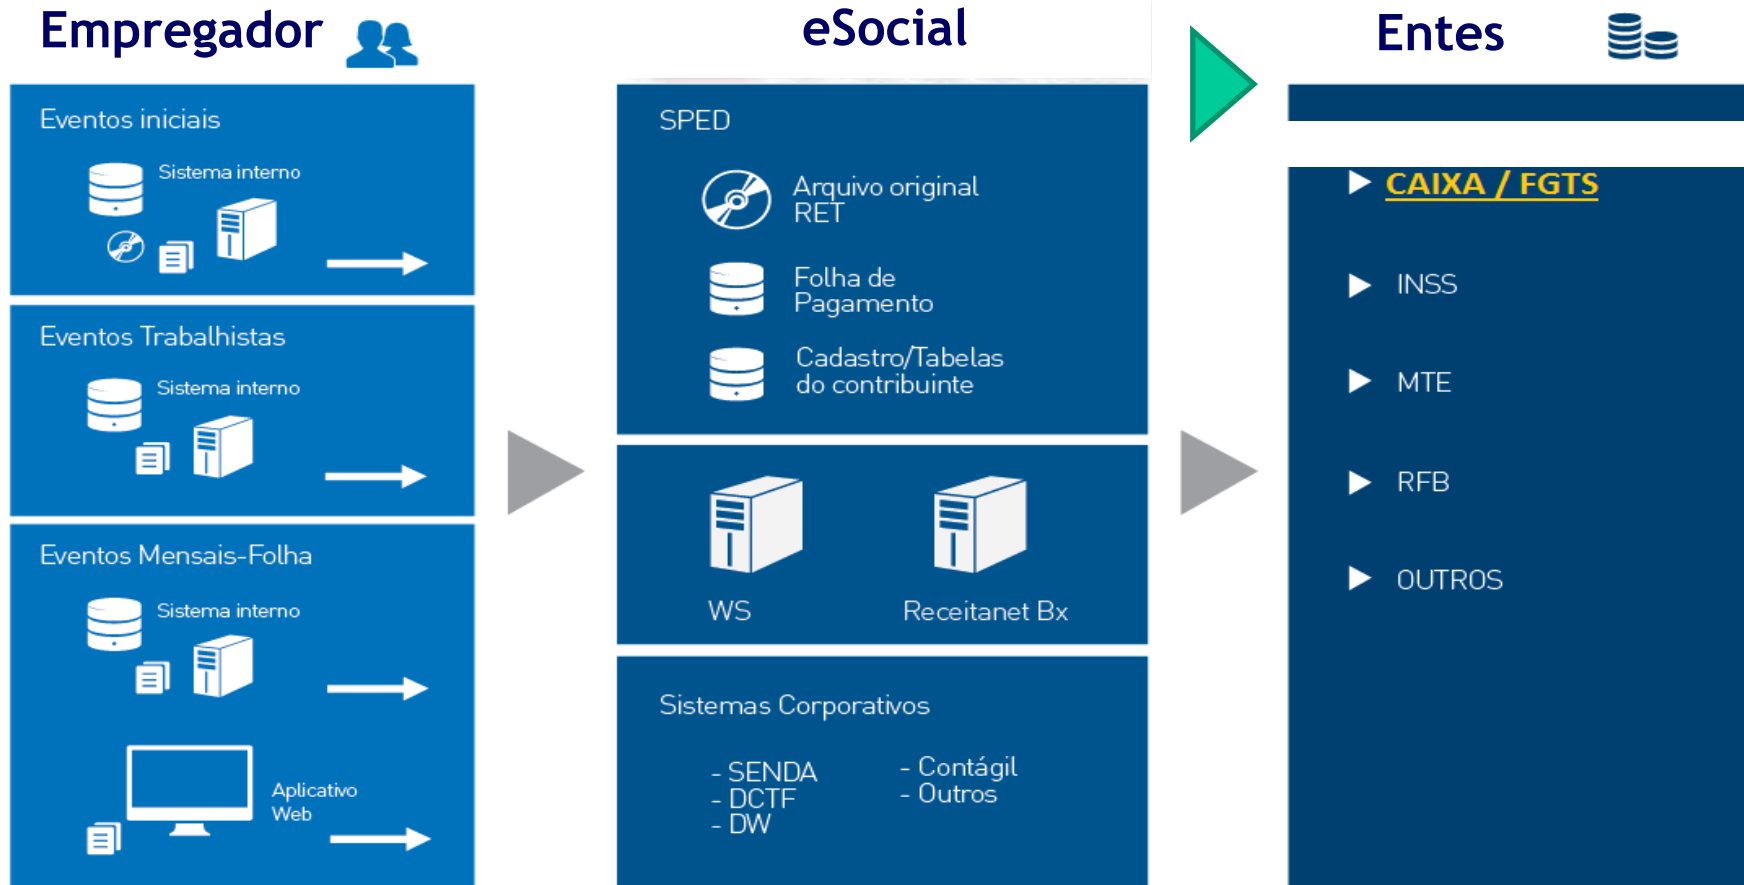 Empregador
Eventos iniciais
Sistema interno
Eventos Trabalhistas
Sistema interno
Eventos Mensais-Folha
Sistema interno
Aplicativo
Web
eSocial
SPED
Arquivo original
RET
Folha de
Pagamento
Cadastro/Tabelas
do contribuinte
WS
Receitanet Bx
Sistemas Corporativos
- SENDA
- DCTF
- DW
- Contágil
- Outros
Entes
CAIXA / FGTS
INSS
MTE
RFB
OUTROS